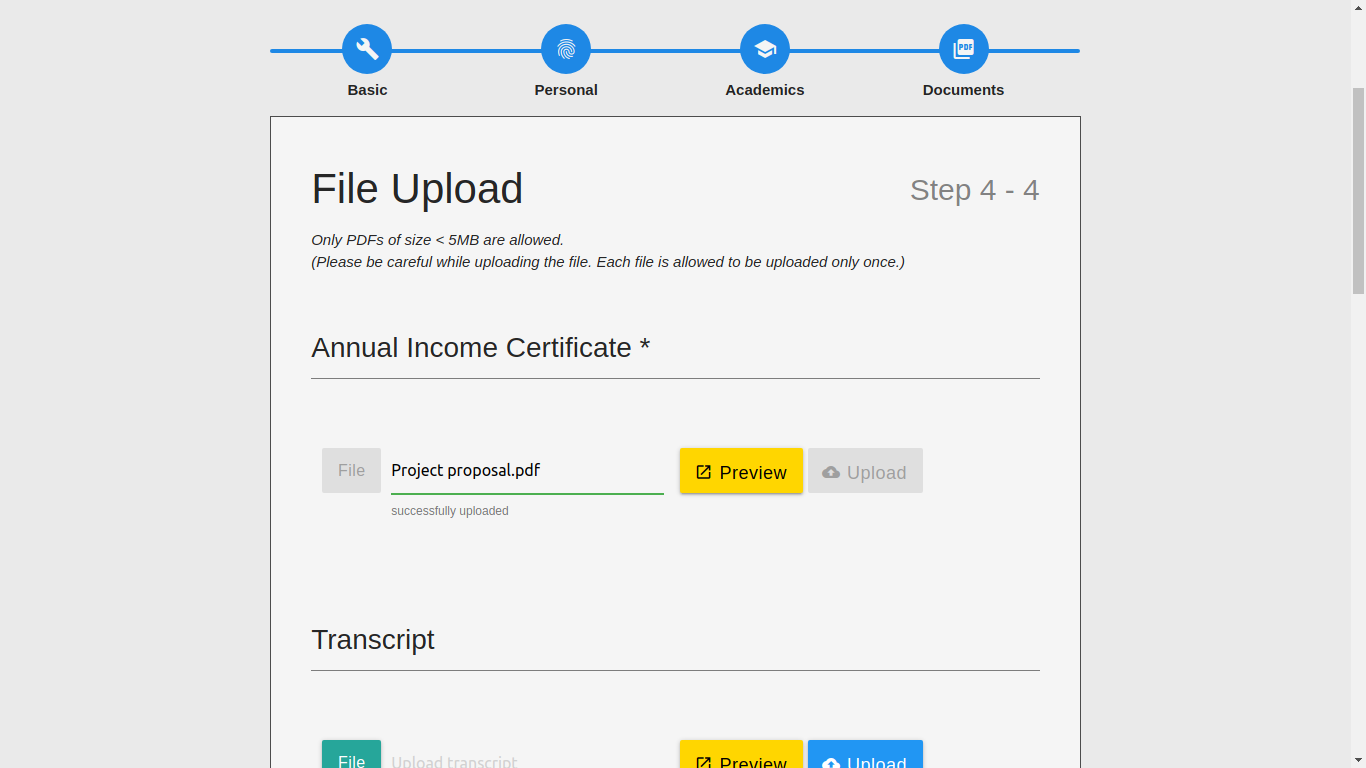 PDF
Basic Personal Academics Documents
File Upload Step 4 - 4
Only PDFs of size < 5MB are allowed.
(Please be careful while uploading the file. Each file is allowed to be uploaded only once.)
Annual Income Certificate *
File Project proposal.pdf Preview Upload
successfully uploaded
Transcript
File Upload transcript Preview Upload